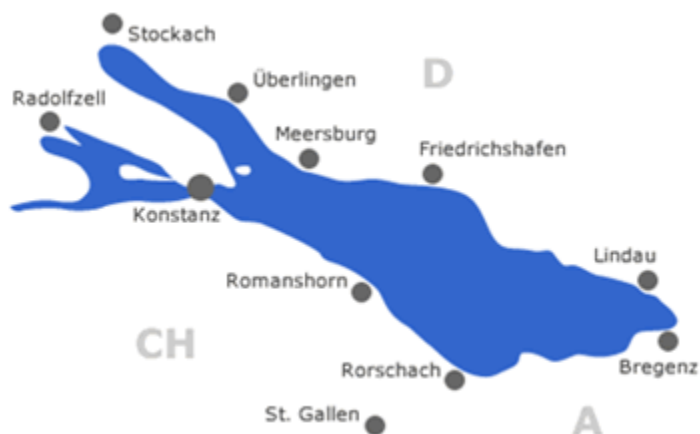 Stockach
D
Überlingen
Radolfzell
Meersburg
Friedrichshafen
Konstanz
Lindau
Romanshorn
CH
Bregenz
Rorschach
St. Gallen
A